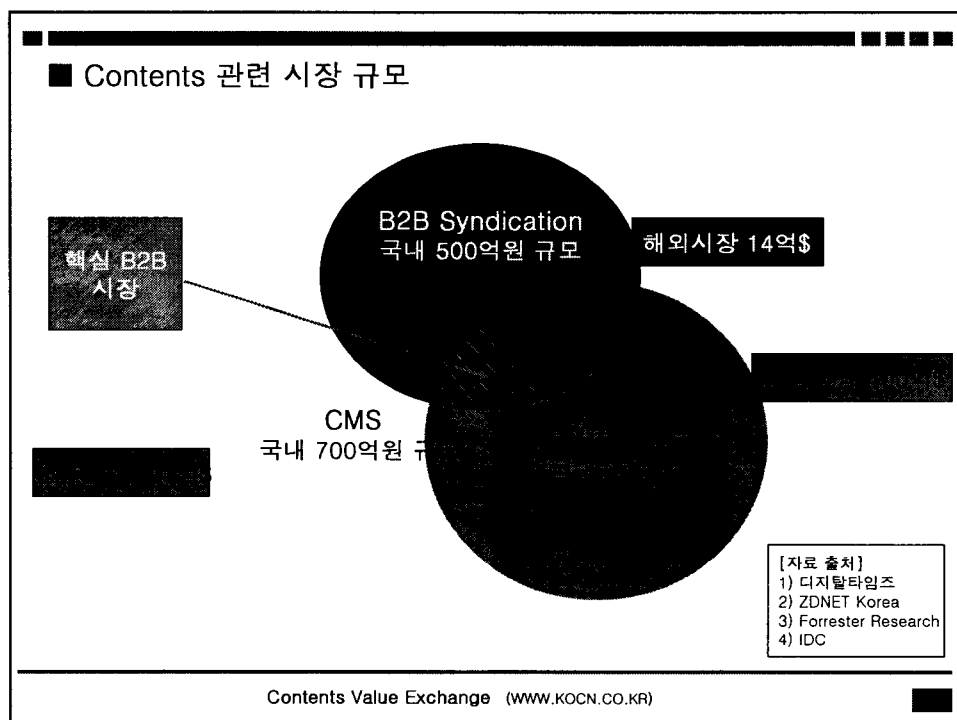 ■ Contents 관련 시장 규모
B2B Syndication
국내 500억원 규모
해외시장 14억$
핵심 B2B
시장
CMS
국내 700억원
[자료 출처]
1) 디지탈타임즈
2) ZDNET Korea
3) Forrester Research
4) IDC
Contents Value Exchange (WWW.KOCN.CO.KR)